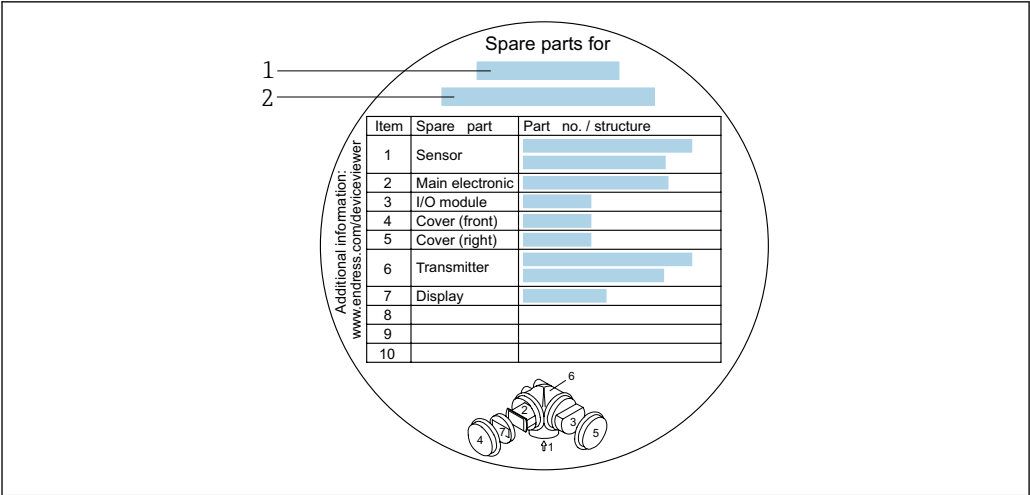 Spare parts for
1
2
Additional information:
www.endress.com/deviceviewer
Item Spare part Part no. / structure
1 Sensor
2 Main electronic
3 I/O module
4 Cover (front)
5 Cover (right)
6 Transmitter
7 Display
8
9
10
6
2
3
7
4
5
1